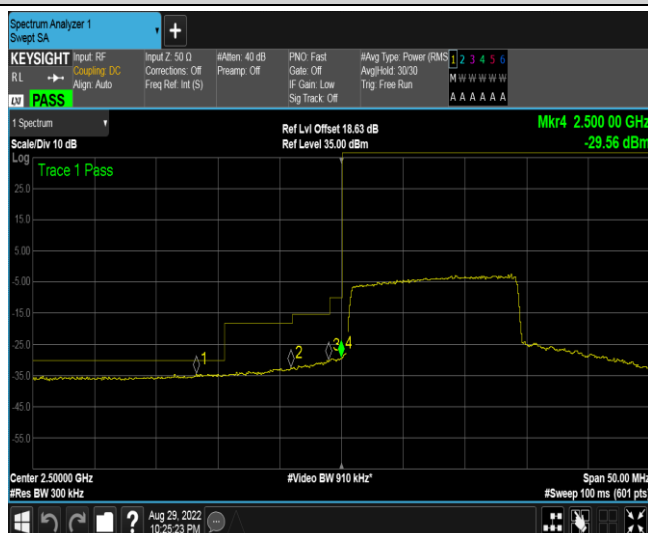 Spectrum Analyzer 1
Swept SA
KEYSIGHT
RL
LXI PASS
Input: RF
Coupling: DC
Align: Auto
Input Z: 50 Ω
Corrections: Off
Freq Ref: Int (S)
#Atten: 40 dB
Preamp: Off
PNO: Fast
Gate: Off
IF Gain: Low
Sig Track: Off
#Avg Type: Power (RMS
Avg|Hold: 30/30
Trig: Free Run
1 2 3 4 5 6
M W W W W W
A A A A A A
1 Spectrum
Scale/Div 10 dB
Ref Lvl Offset 18.63 dB
Ref Level 35.00 dBm
Mkr4 2.500 00 GHz
-29.56 dBm
Log
Trace 1 Pass
25.0
15.0
5.00
-5.00
-15.0
-25.0
-35.0
-45.0
-55.0
1
2
3
4
Center 2.50000 GHz
#Res BW 300 kHz
#Video BW 910 kHz*
Span 50.00 MHz
#Sweep 100 ms (601 pts)
?
Aug 29, 2022
10:25:23 PM